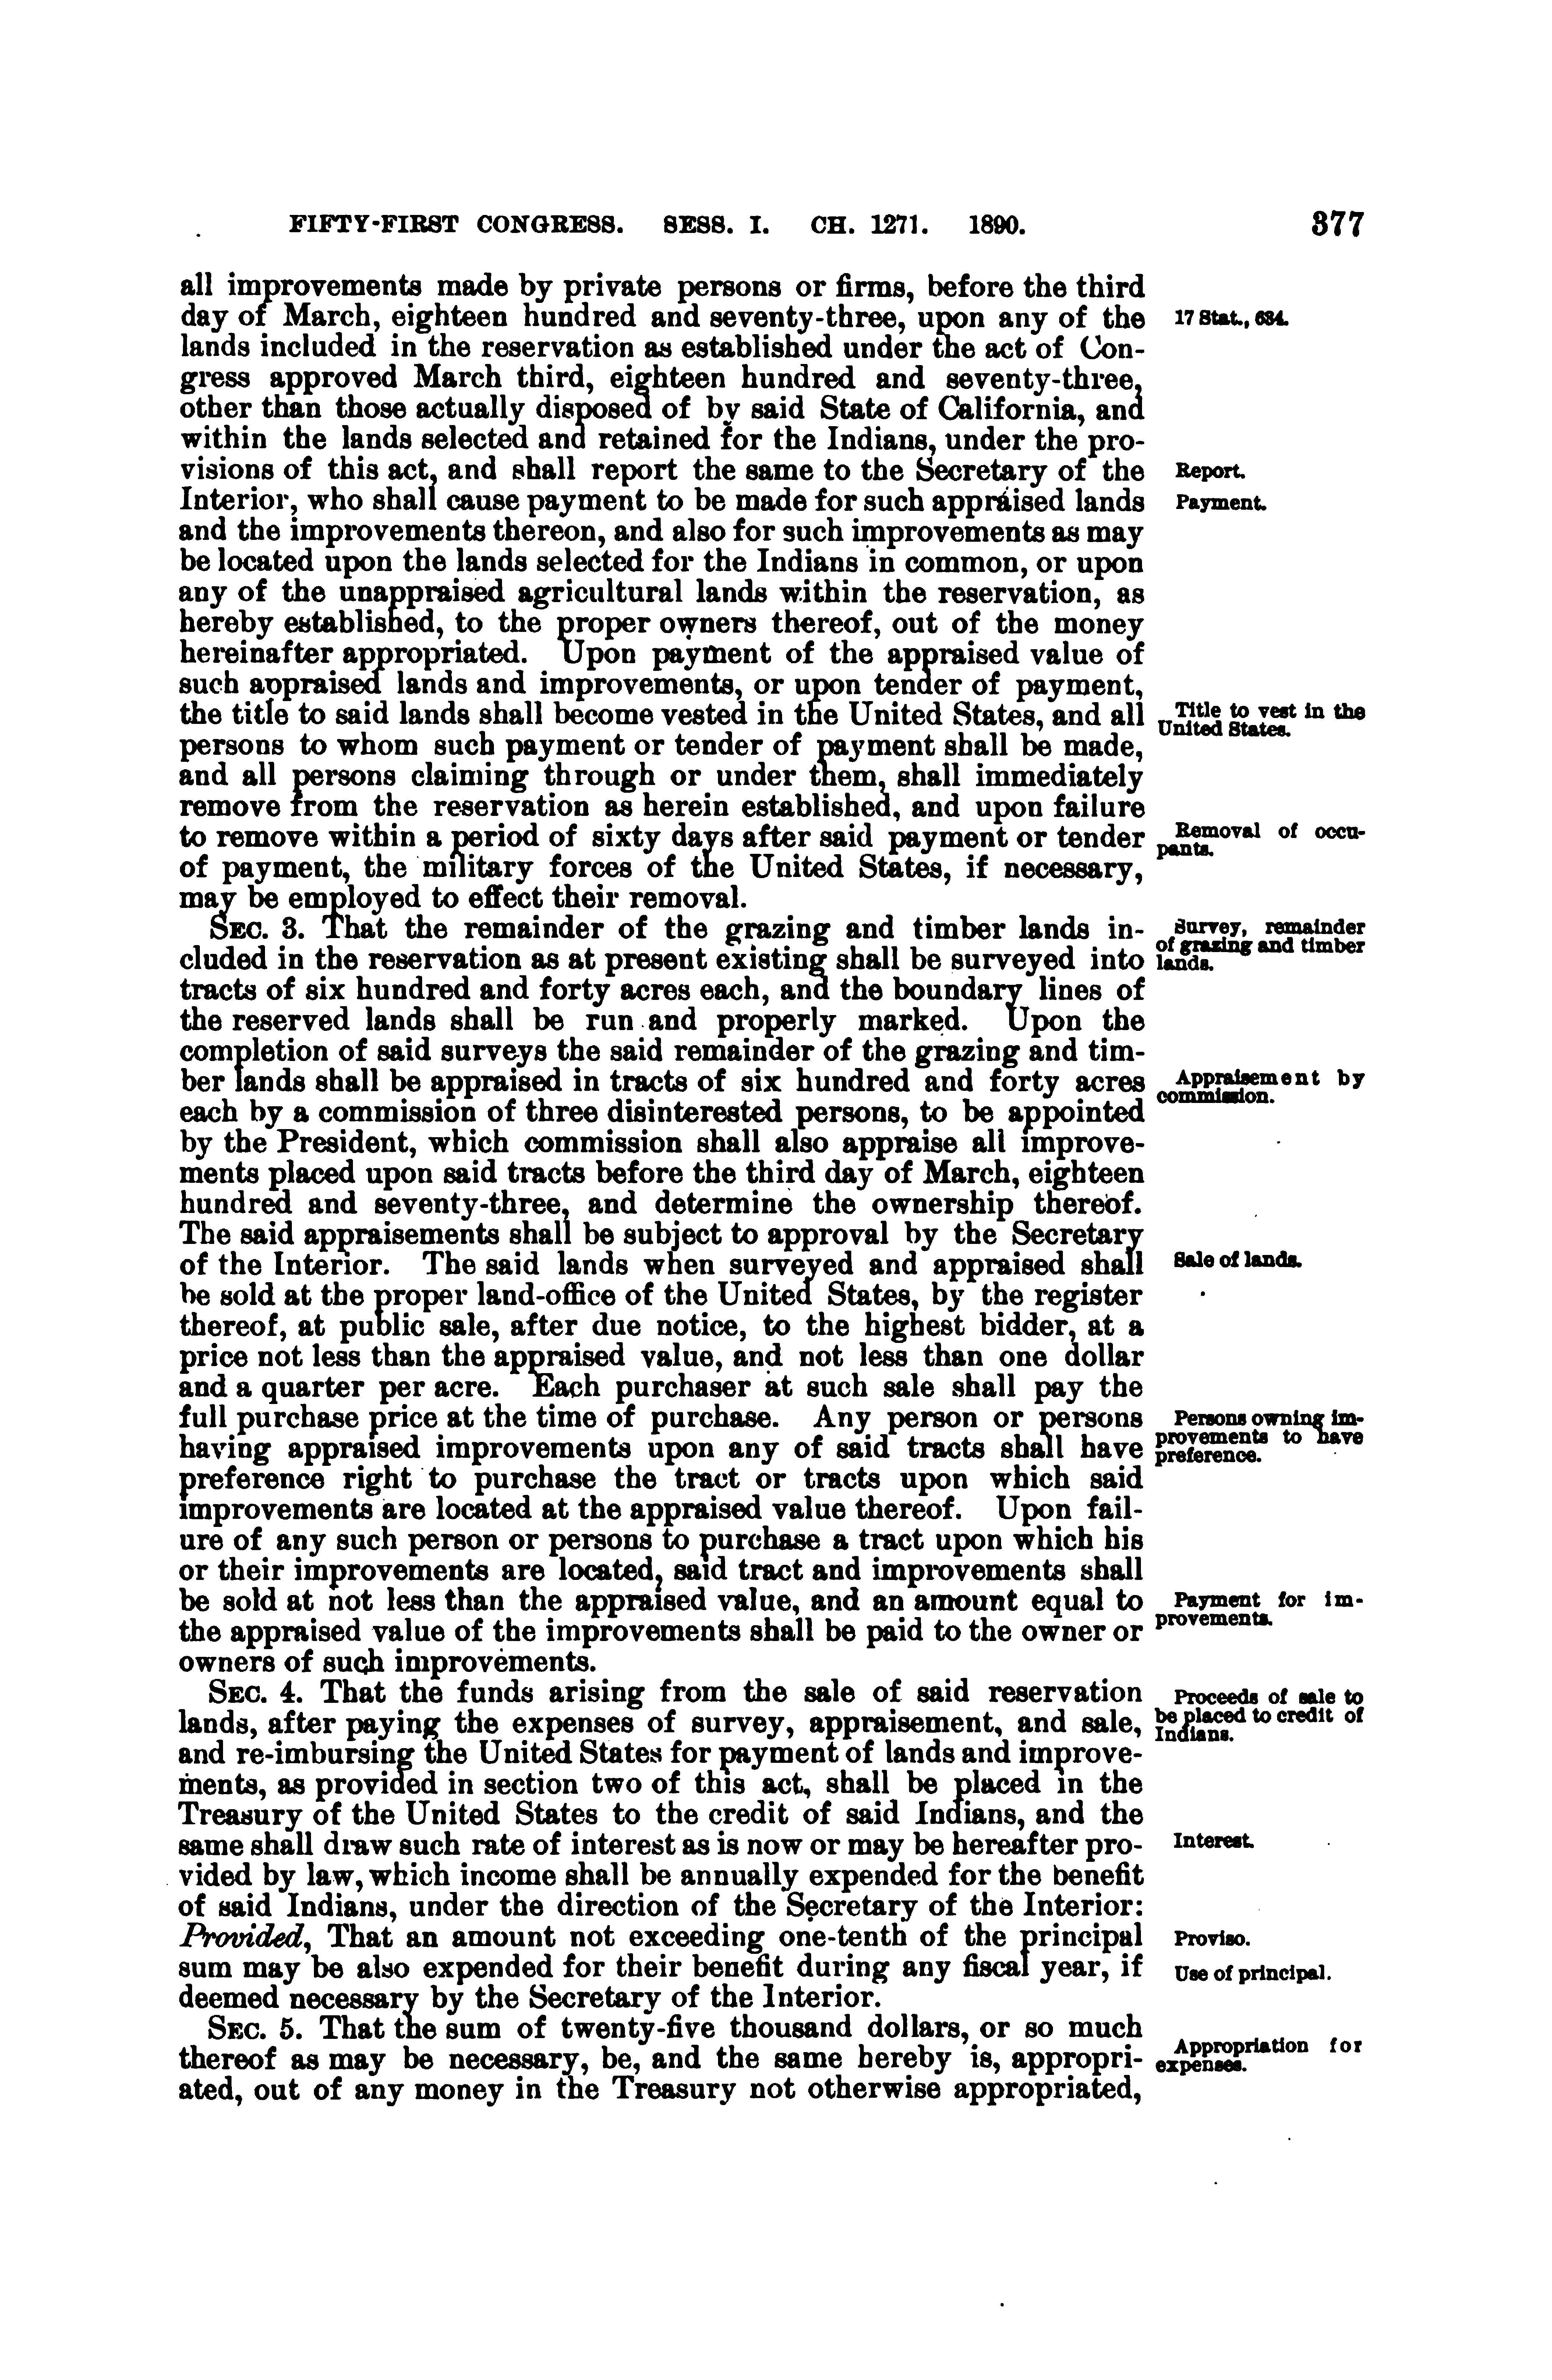 FIFTY-FIRST CONGRESS. SESS. I. CH. 1271. 1890. 377
all improvements made by private persons or firms, before the third
day of March, eighteen hundred and seventy-three, upon any of the
17 Stat., 634.
lands included in the reservation as established under the act of Con-
gress approved March third, eighteen hundred and seventy-three,
other than those actually disposed of by said State of California, and
within the lands selected and retained for the Indians, under the pro-
visions of this act, and shall report the same to the Secretary of the
Report.
Interior, who shall cause payment to be made for such appraised lands
Payment.
and the improvements thereon, and also for such improvements as may
be located upon the lands selected for the Indians in common, or upon
any of the unappraised agricultural lands within the reservation, as
hereby established, to the proper owners thereof, out of the money
hereinafter appropriated. Upon payment of the appraised value of
such appraised lands and improvements, or upon tender of payment,
the title to said lands shall become vested in the United States, and all
Title to vest in the
United States.
persons to whom such payment or tender of payment shall be made,
and all persons claiming through or under them, shall immediately
remove from the reservation as herein established, and upon failure
to remove within a period of sixty days after said payment or tender
Removal of occu-
pants.
of payment, the military forces of the United States, if necessary,
may be employed to effect their removal.
SEC. 3. That the remainder of the grazing and timber lands in-
Survey, remainder
of grazing and timber
lands.
cluded in the reservation as at present existing shall be surveyed into
tracts of six hundred and forty acres each, and the boundary lines of
the reserved lands shall be run and properly marked. Upon the
completion of said surveys the said remainder of the grazing and tim-
ber lands shall be appraised in tracts of six hundred and forty acres
Appraisement by
commission.
each by a commission of three disinterested persons, to be appointed
by the President, which commission shall also appraise all improve-
ments placed upon said tracts before the third day of March, eighteen
hundred and seventy-three, and determine the ownership thereof.
The said appraisements shall be subject to approval by the Secretary
of the Interior. The said lands when surveyed and appraised shall
Sale of lands.
be sold at the proper land-office of the United States, by the register
thereof, at public sale, after due notice, to the highest bidder, at a
price not less than the appraised value, and not less than one dollar
and a quarter per acre. Each purchaser at such sale shall pay the
full purchase price at the time of purchase. Any person or persons
Persons owning im-
provements to have
preference.
having appraised improvements upon any of said tracts shall have
preference right to purchase the tract or tracts upon which said
improvements are located at the appraised value thereof. Upon fail-
ure of any such person or persons to purchase a tract upon which his
or their improvements are located, said tract and improvements shall
be sold at not less than the appraised value, and an amount equal to
Payment for im-
provements.
the appraised value of the improvements shall be paid to the owner or
owners of such improvements.
SEC. 4. That the funds arising from the sale of said reservation
Proceeds of sale to
be placed to credit of
Indians.
lands, after paying the expenses of survey, appraisement, and sale,
and re-imbursing the United States for payment of lands and improve-
ments, as provided in section two of this act, shall be placed in the
Treasury of the United States to the credit of said Indians, and the
same shall draw such rate of interest as is now or may be hereafter pro-
Interest.
vided by law, which income shall be annually expended for the benefit
of said Indians, under the direction of the Secretary of the Interior:
Provided, That an amount not exceeding one-tenth of the principal
Proviso.
sum may be also expended for their benefit during any fiscal year, if
Use of principal.
deemed necessary by the Secretary of the Interior.
SEC. 5. That the sum of twenty-five thousand dollars, or so much
thereof as may be necessary, be, and the same hereby is, appropri-
Appropriation for
expenses.
ated, out of any money in the Treasury not otherwise appropriated,